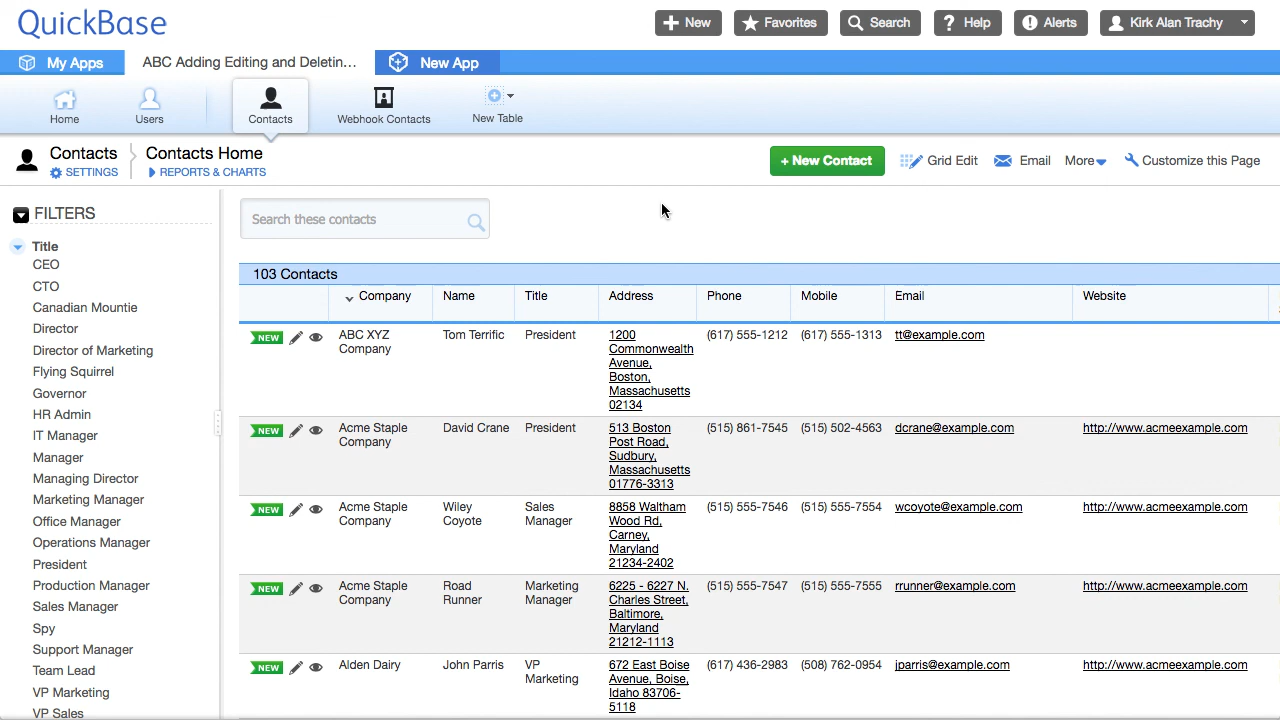 QuickBase
New
Favorites
Search
Help
Alerts
Kirk Alan Trachy
My Apps
ABC Adding Editing and Deletin...
New App
Home
Users
Contacts
Webhook Contacts
New Table
Contacts
SETTINGS
Contacts Home
REPORTS & CHARTS
+ New Contact
Grid Edit
Email
More
Customize this Page
FILTERS
Title
CEO
CTO
Canadian Mountie
Director
Director of Marketing
Flying Squirrel
Governor
HR Admin
IT Manager
Manager
Managing Director
Marketing Manager
Office Manager
Operations Manager
President
Production Manager
Sales Manager
Spy
Support Manager
Team Lead
VP Marketing
VP Sales
Search these contacts
103 Contacts
Company Name Title Address Phone Mobile Email Website
NEW ABC XYZ Tom Terrific President 1200 (617) 555-1212 (617) 555-1313 tt@example.com
Company Commonwealth
Avenue,
Boston,
Massachusetts
02134
NEW Acme Staple David Crane President 513 Boston (515) 861-7545 (515) 502-4563 dcrane@example.com http://www.acmeexample.com
Company Post Road,
Sudbury,
Massachusetts
01776-3313
NEW Acme Staple Wiley Sales 8858 Waltham (515) 555-7546 (515) 555-7554 wcoyote@example.com http://www.acmeexample.com
Company Coyote Manager Wood Rd,
Carney,
Maryland
21234-2402
NEW Acme Staple Road Marketing 6225 - 6227 N. (515) 555-7547 (515) 555-7555 rrunner@example.com http://www.acmeexample.com
Company Runner Manager Charles Street,
Baltimore,
Maryland
21212-1113
NEW Alden Dairy John Parris VP 672 East Boise (617) 436-2983 (508) 762-0954 jparris@example.com http://www.acmeexample.com
Marketing Avenue, Boise,
Idaho 83706-
5118